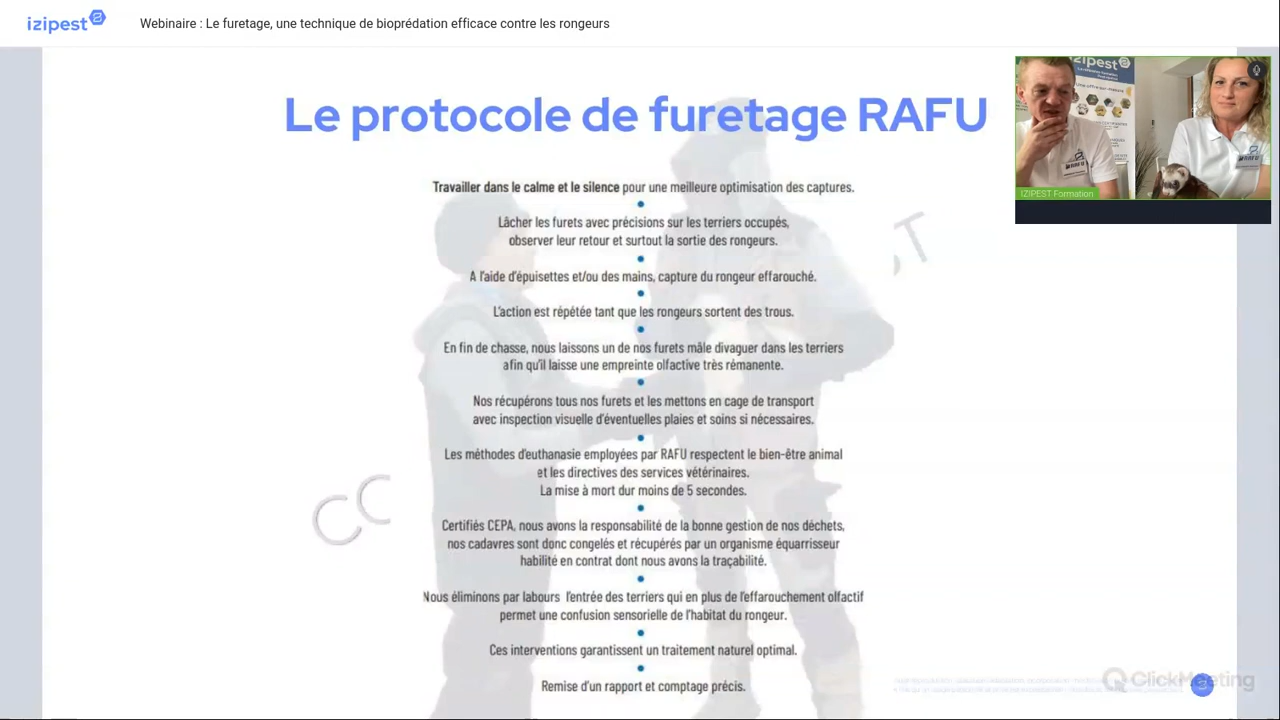 izipest
Webinaire : Le furetage, une technique de bioprédation efficace contre les rongeurs
Le protocole de furetage RAFU
Travailler dans le calme et le silence pour une meilleure optimisation des captures.
Lâcher les furets avec précisions sur les terriers occupés,
observer leur retour et surtout la sortie des rongeurs.
A l'aide d'épuisettes et/ou des mains, capture du rongeur effarouché.
L'action est répétée tant que les rongeurs sortent des trous.
En fin de chasse, nous laissons un de nos furets mâle divaguer dans les terriers
afin qu'il laisse une empreinte olfactive très rémanente.
Nos récupérons tous nos furets et les mettons en cage de transport
avec inspection visuelle d'éventuelles plaies et soins si nécessaires.
Les méthodes d'euthanasie employées par RAFU respectent le bien-être animal
et les directives des services vétérinaires.
La mise à mort dur moins de 5 secondes.
Certifiés CEPA, nous avons la responsabilité de la bonne gestion de nos déchets,
nos cadavres sont donc congelés et récupérés par un organisme équarrisseur
habilité en contrat dont nous avons la traçabilité.
Nous éliminons par labours l'entrée des terriers qui en plus de l'effarouchement olfactif
permet une confusion sensorielle de l'habitat du rongeur.
Ces interventions garantissent un traitement naturel optimal.
Remise d'un rapport et comptage précis.
izipest
IZIPEST Formation
ClickMeeting